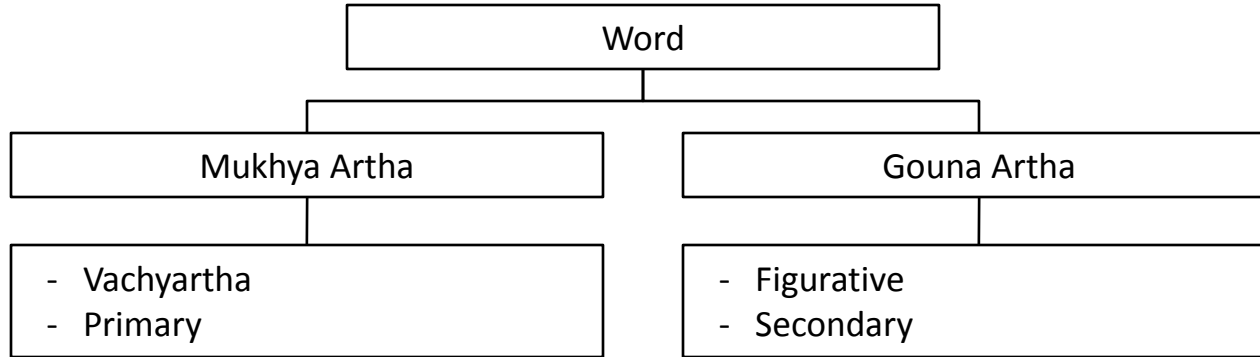 Word
Mukhya Artha
Gouna Artha
- Vachyartha
- Primary
- Figurative
- Secondary